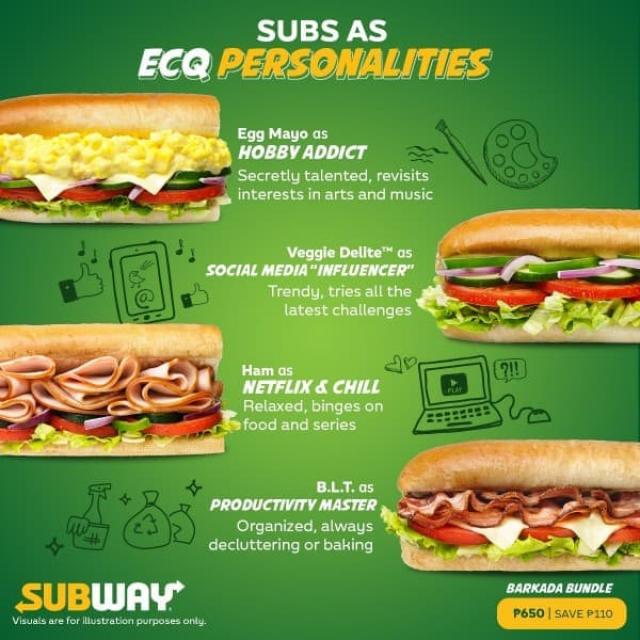 SUBS AS
ECQ PERSONALITIES
Egg Mayo as
HOBBY ADDICT
Secretly talented, revisits
interests in arts and music
Veggie Delite™ as
SOCIAL MEDIA "INFLUENCER"
Trendy, tries all the
latest challenges
@
Ham as
NETFLIX & CHILL
Relaxed, binges on
food and series
PLAY
?!!
B.L.T. as
PRODUCTIVITY MASTER
Organized, always
decluttering or baking
#
SUBWAY®
Visuals are for illustration purposes only.
BARKADA BUNDLE
₱650 | SAVE ₱110